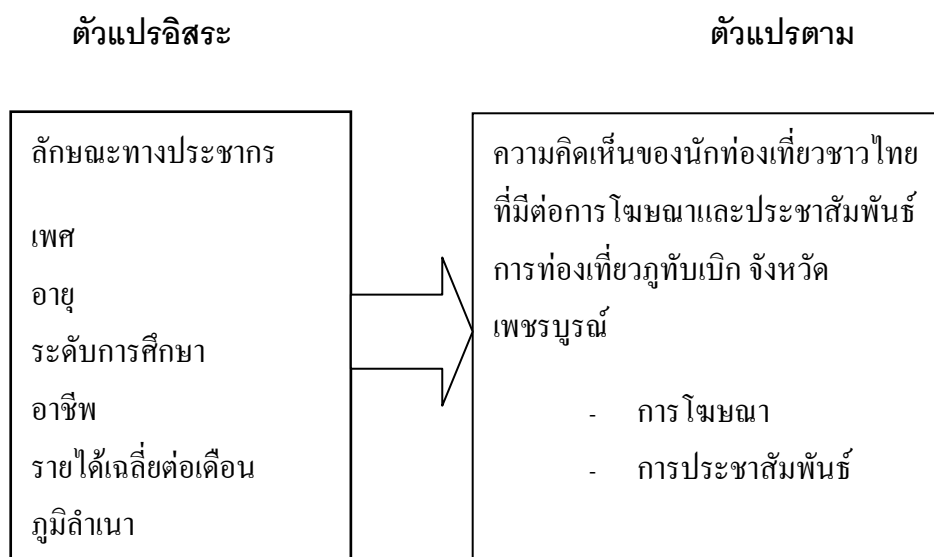 ตัวแปรอิสระ
ตัวแปรตาม
ลักษณะทางประชากร
เพศ
อายุ
ระดับการศึกษา
อาชีพ
รายได้เฉลี่ยต่อเดือน
ภูมิลำเนา
ความคิดเห็นของนักท่องเที่ยวชาวไทย
ที่มีต่อการโฆษณาและประชาสัมพันธ์
การท่องเที่ยวภูทับเบิก จังหวัด
เพชรบูรณ์
- การโฆษณา
- การประชาสัมพันธ์